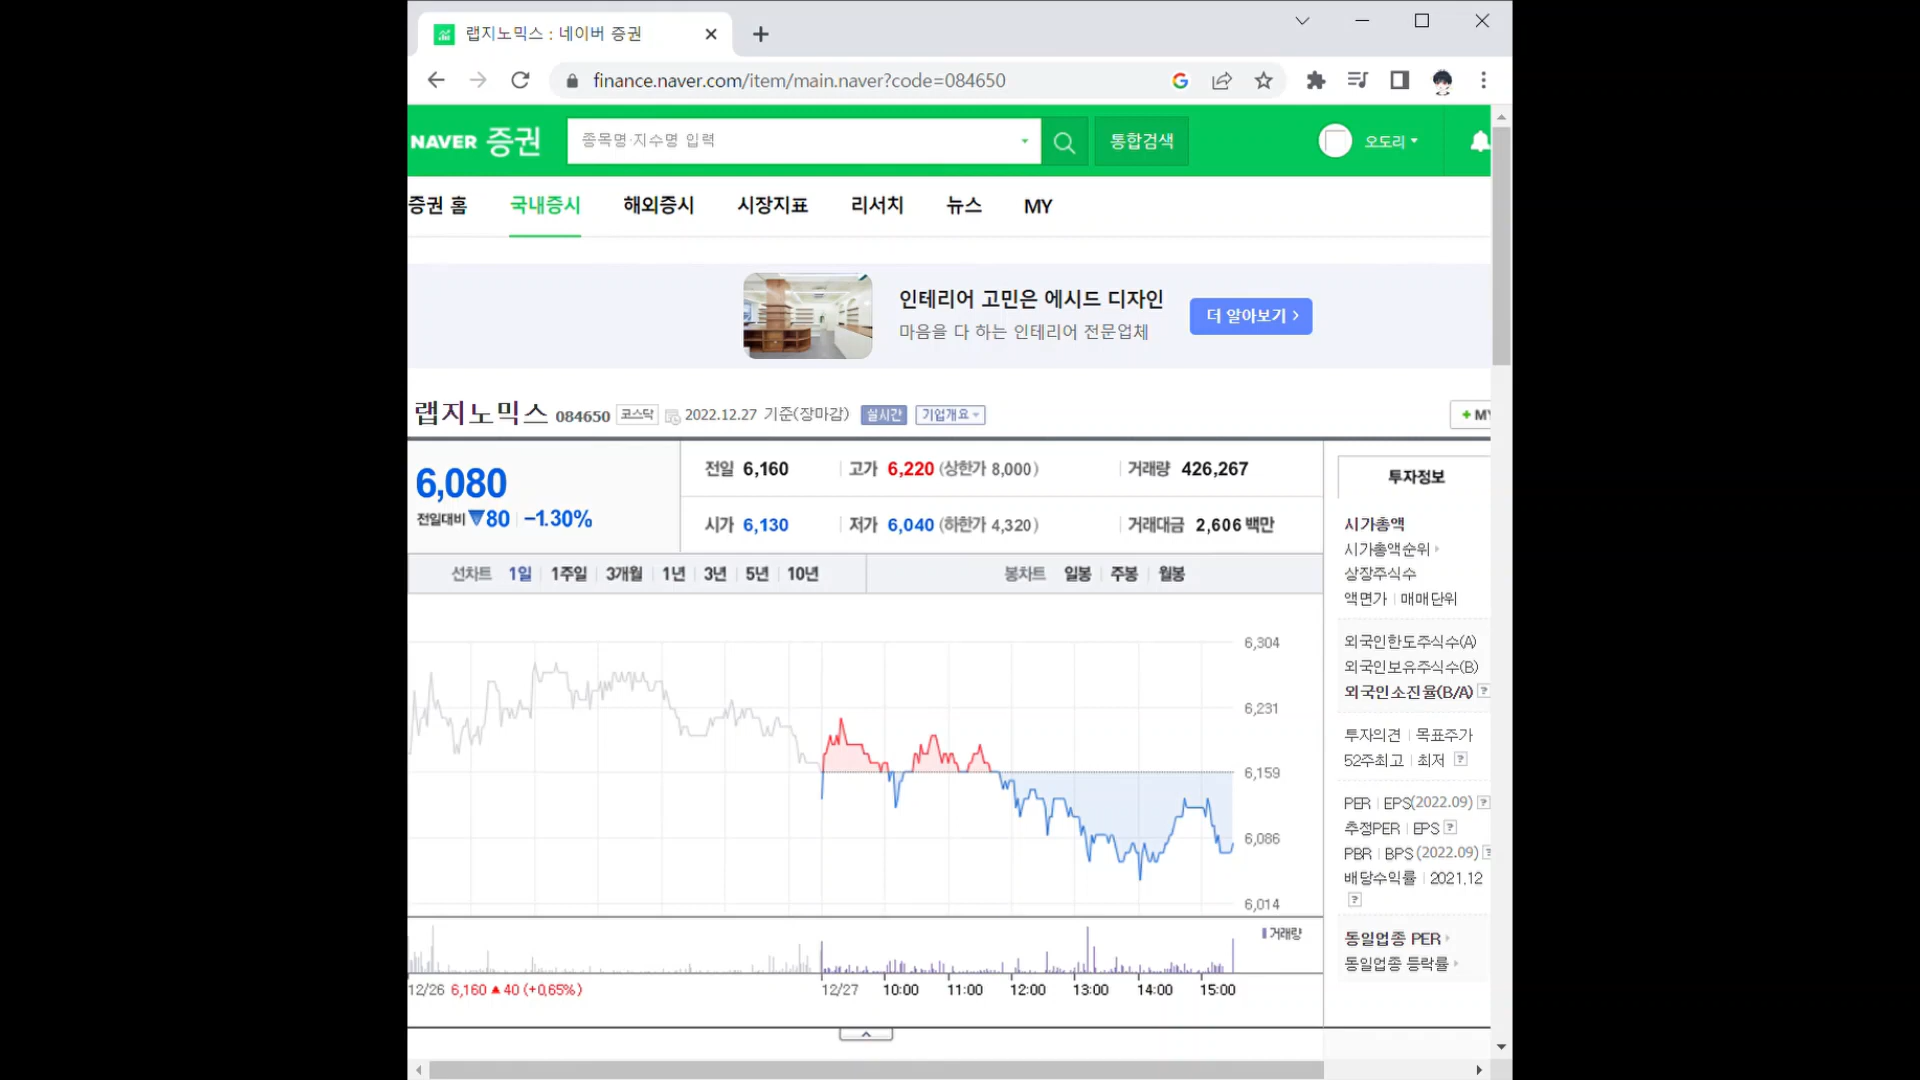 랩지노믹스 : 네이버 증권
finance.naver.com/item/main.naver?code=084650
NAVER 증권
종목명·지수명 입력
통합검색
오도리
증권 홈 국내증시 해외증시 시장지표 리서치 뉴스 MY
인테리어 고민은 에시드 디자인
마음을 다 하는 인테리어 전문업체
더 알아보기 >
랩지노믹스 084650 코스닥 2022.12.27 기준(장마감) 실시간 기업개요
+ MY
6,080
전일대비 ▼80 -1.30%
전일 6,160 고가 6,220 (상한가 8,000) 거래량 426,267
시가 6,130 저가 6,040 (하한가 4,320) 거래대금 2,606 백만
선차트 1일 1주일 3개월 1년 3년 5년 10년 봉차트 일봉 주봉 월봉
6,304
6,231
6,159
6,086
6,014
거래량
12/26 6,160 ▲ 40 (+0,65%) 12/27 10:00 11:00 12:00 13:00 14:00 15:00
투자정보
시가총액
시가총액순위
상장주식수
액면가 | 매매단위
외국인한도주식수(A)
외국인보유주식수(B)
외국인소진율(B/A) ?
투자의견 | 목표주가
52주최고 | 최저 ?
PER | EPS(2022.09) ?
추정PER | EPS ?
PBR | BPS (2022.09) ?
배당수익률 | 2021.12
?
동일업종 PER
동일업종 등락률